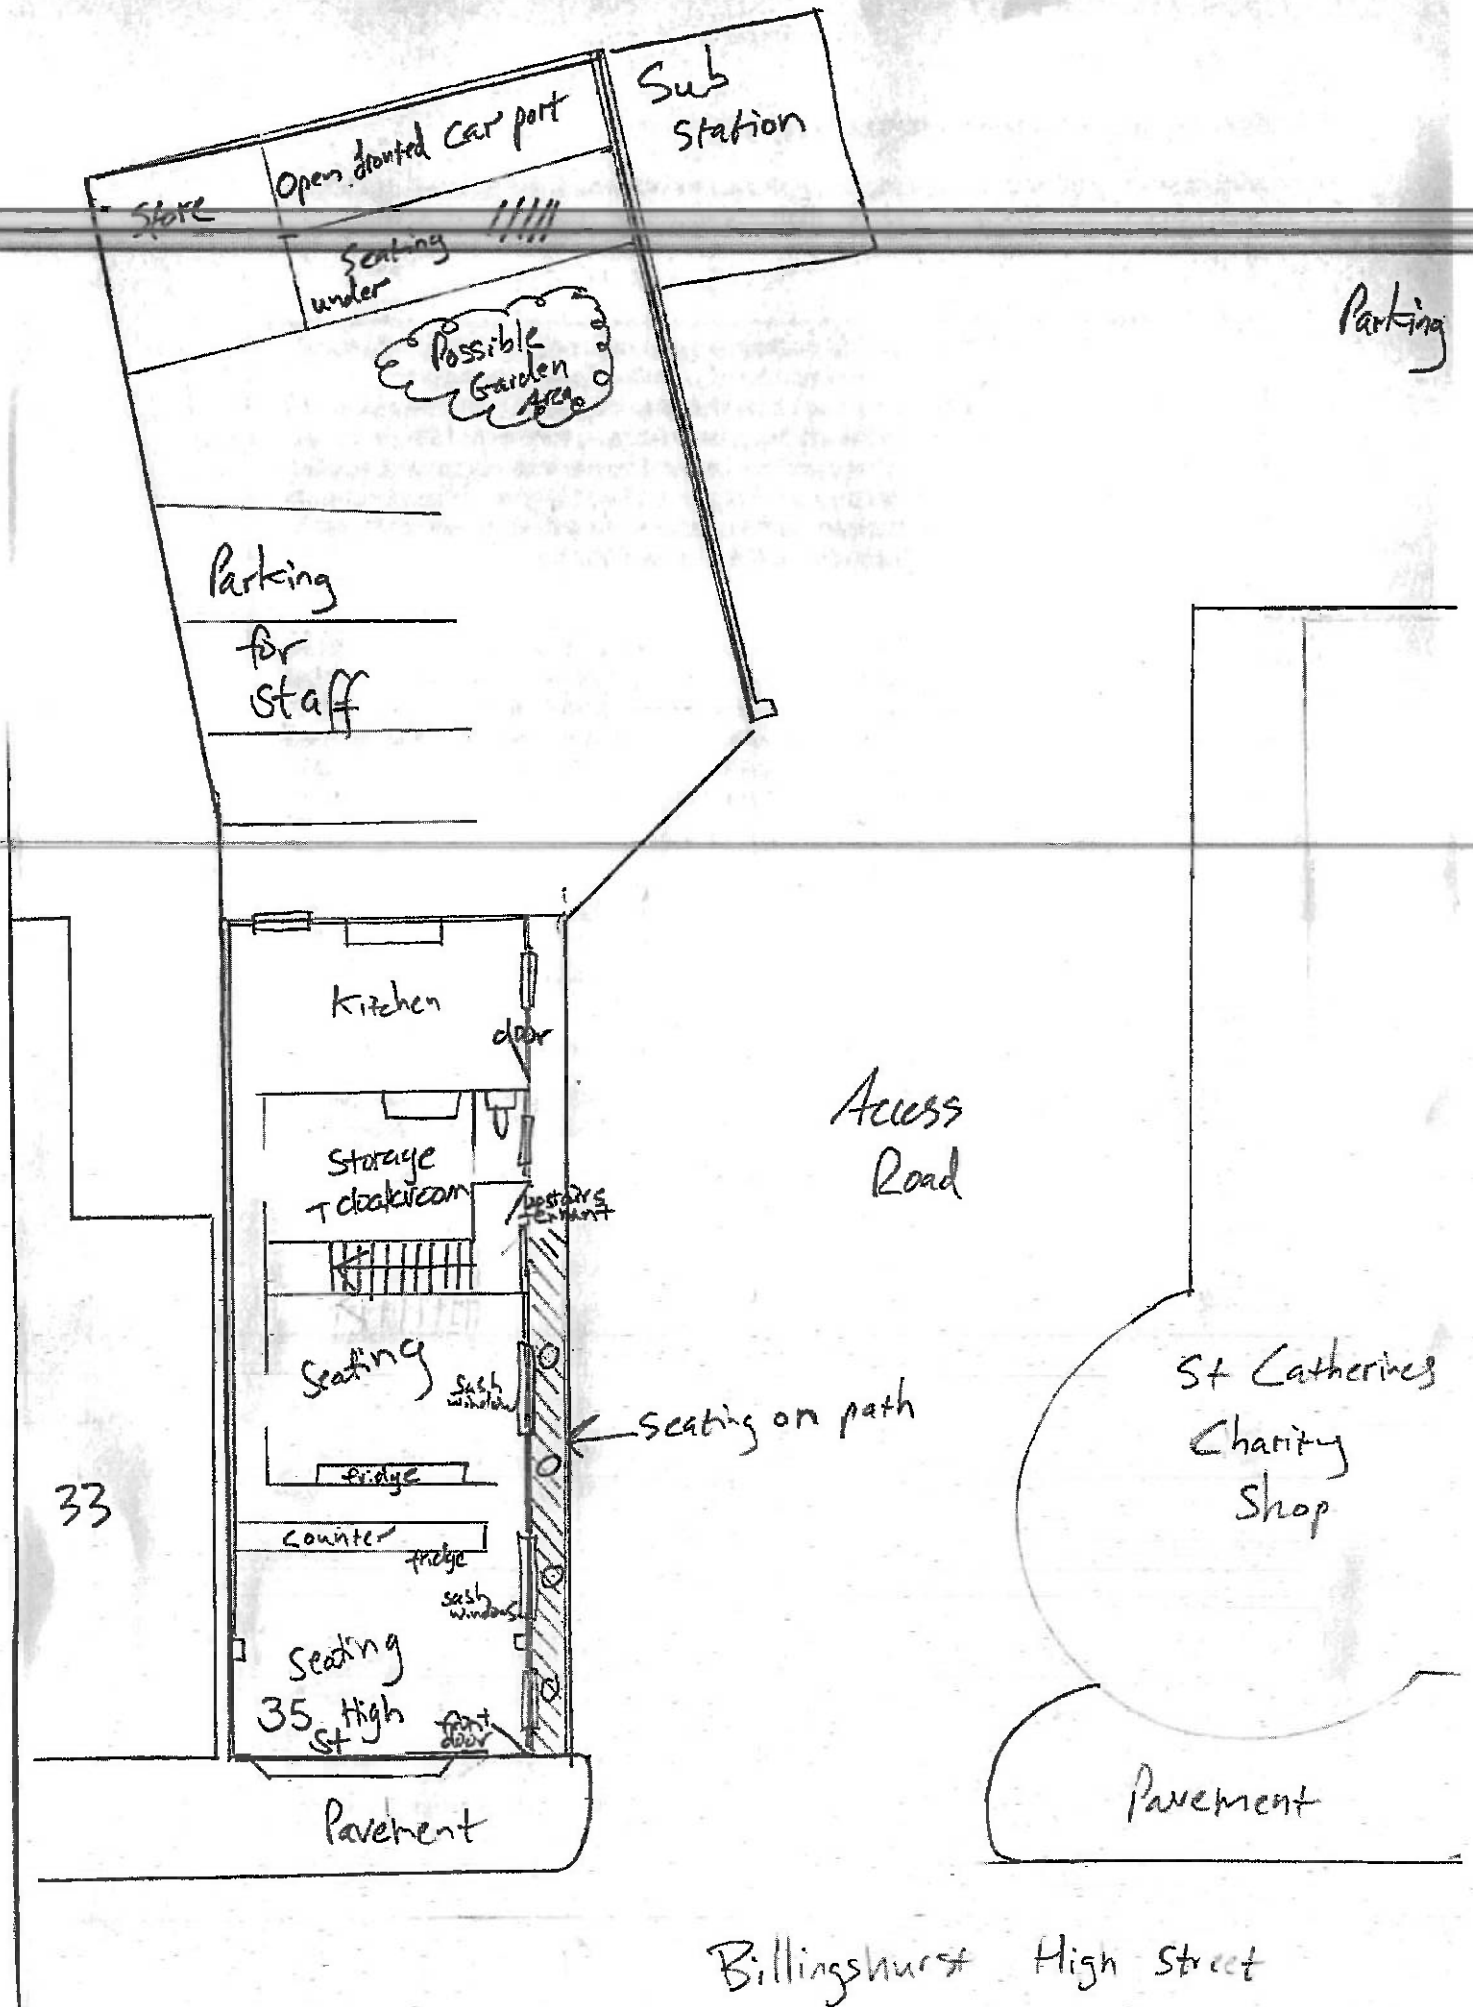 Sub
Station
Open fronted Car port
Store
Seating
under
Possible
Garden
Area
Parking
Parking
for
Staff
Kitchen
door
Storage
+ cloakroom
upstairs
tenant
Access
Road
Seating
sash
window
seating on path
fridge
St Catherines
Charity
Shop
33
counter
fridge
sash
windows
Seating
35 High
St
front
door
Pavement
Pavement
Billingshurst High Street